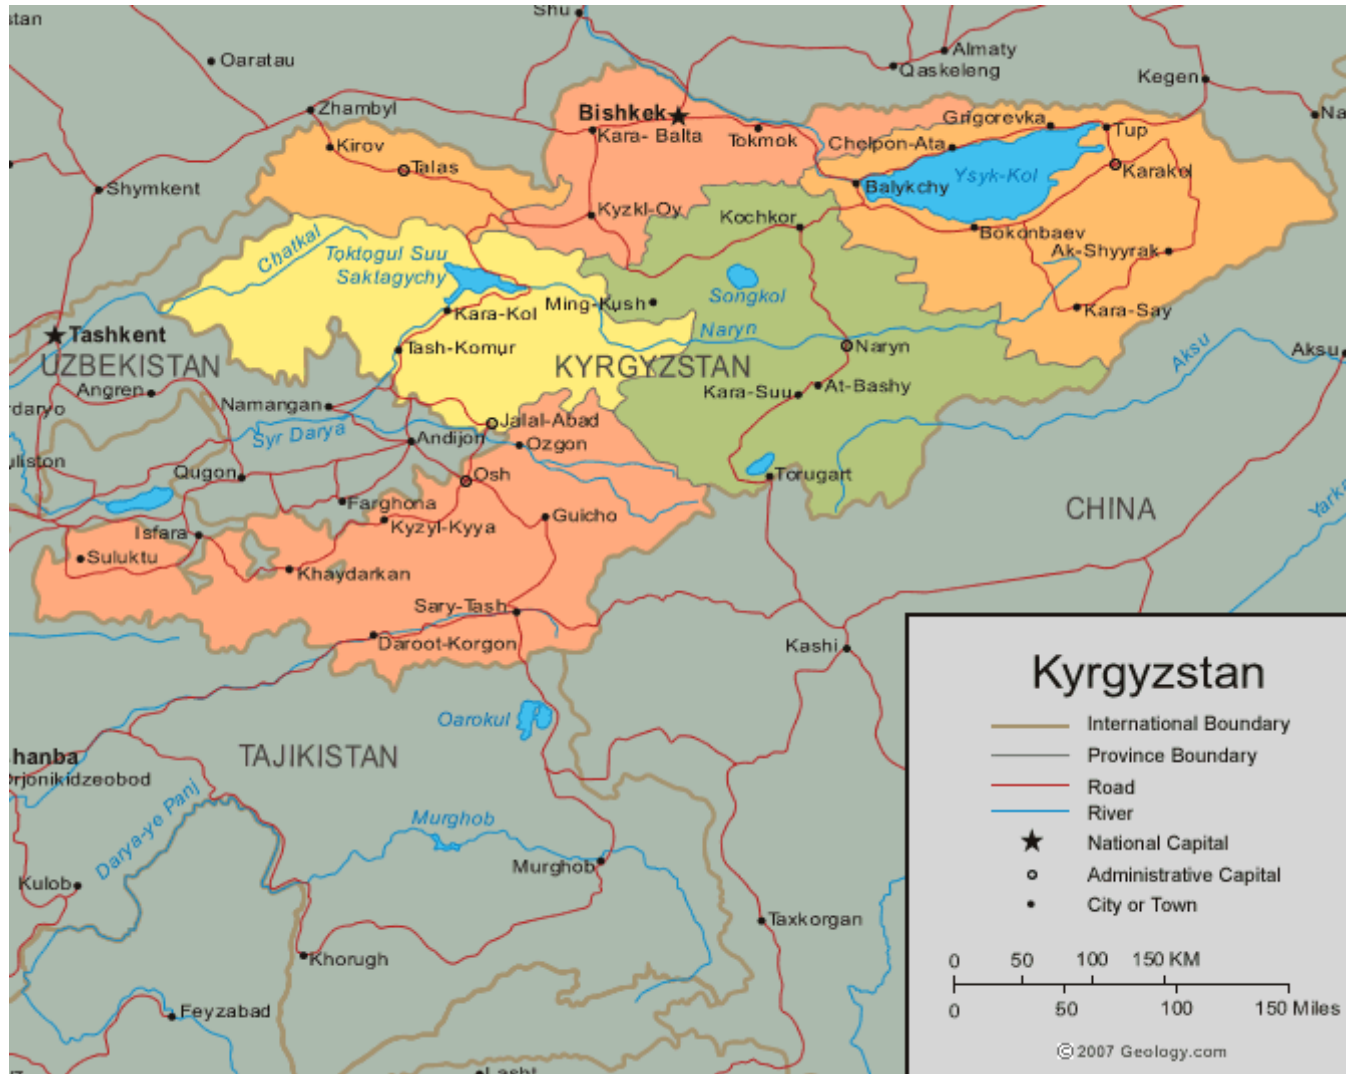 stan
Shu
Oaratau
Almaty
Qaskeleng
Kegen
Zhambyl
Bishkek
Kara- Balta
Tokmok
Grigorevka
Tup
Na
Chelpon-Ata
Kirov
Talas
Ysyk-Kol
Karakol
Shymkent
Balykchy
Kyzkl-Oy
Kochkor
Bokonbaev
Ak-Shyyrak
Chatkal
Toktogul Suu
Saktagychy
Songkol
Ming-Kush
Kara-Kol
Kara-Say
Tashkent
Naryn
Naryn
Tash-Komur
UZBEKISTAN
KYRGYZSTAN
Aksu
Aksu
Angren
At-Bashy
Kara-Suu
rdaryo
Namangan
Jalal-Abad
Syr Darya
Andijon
Ozgon
uliston
Qugon
Osh
Torugart
Farghona
Guicho
CHINA
Yarka
Isfara
Kyzyl-Kyya
Suluktu
Khaydarkan
Sary-Tash
Daroot-Korgon
Kashi
Oarokul
TAJIKISTAN
hanba
Orjonikidzeobod
Darya-ye Panj
Murghob
Murghob
Kulob
Taxkorgan
Khorugh
Feyzabad
Kyrgyzstan
International Boundary
Province Boundary
Road
River
National Capital
Administrative Capital
City or Town
0 50 100 150 KM
0 50 100 150 Miles
© 2007 Geology.com